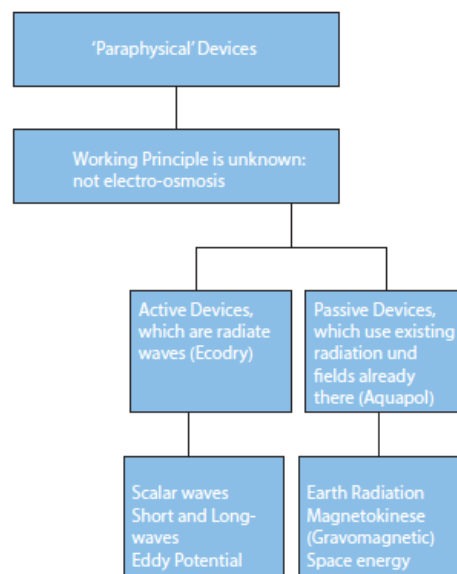 'Paraphysical' Devices
Working Principle is unknown:
not electro-osmosis
Active Devices,
which are radiate
waves (Ecodry)
Passive Devices,
which use existing
radiation und
fields already
there (Aquapol)
Scalar waves
Short and Long-
waves
Eddy Potential
Earth Radiation
Magnetokinese
(Gravomagnetic)
Space energy